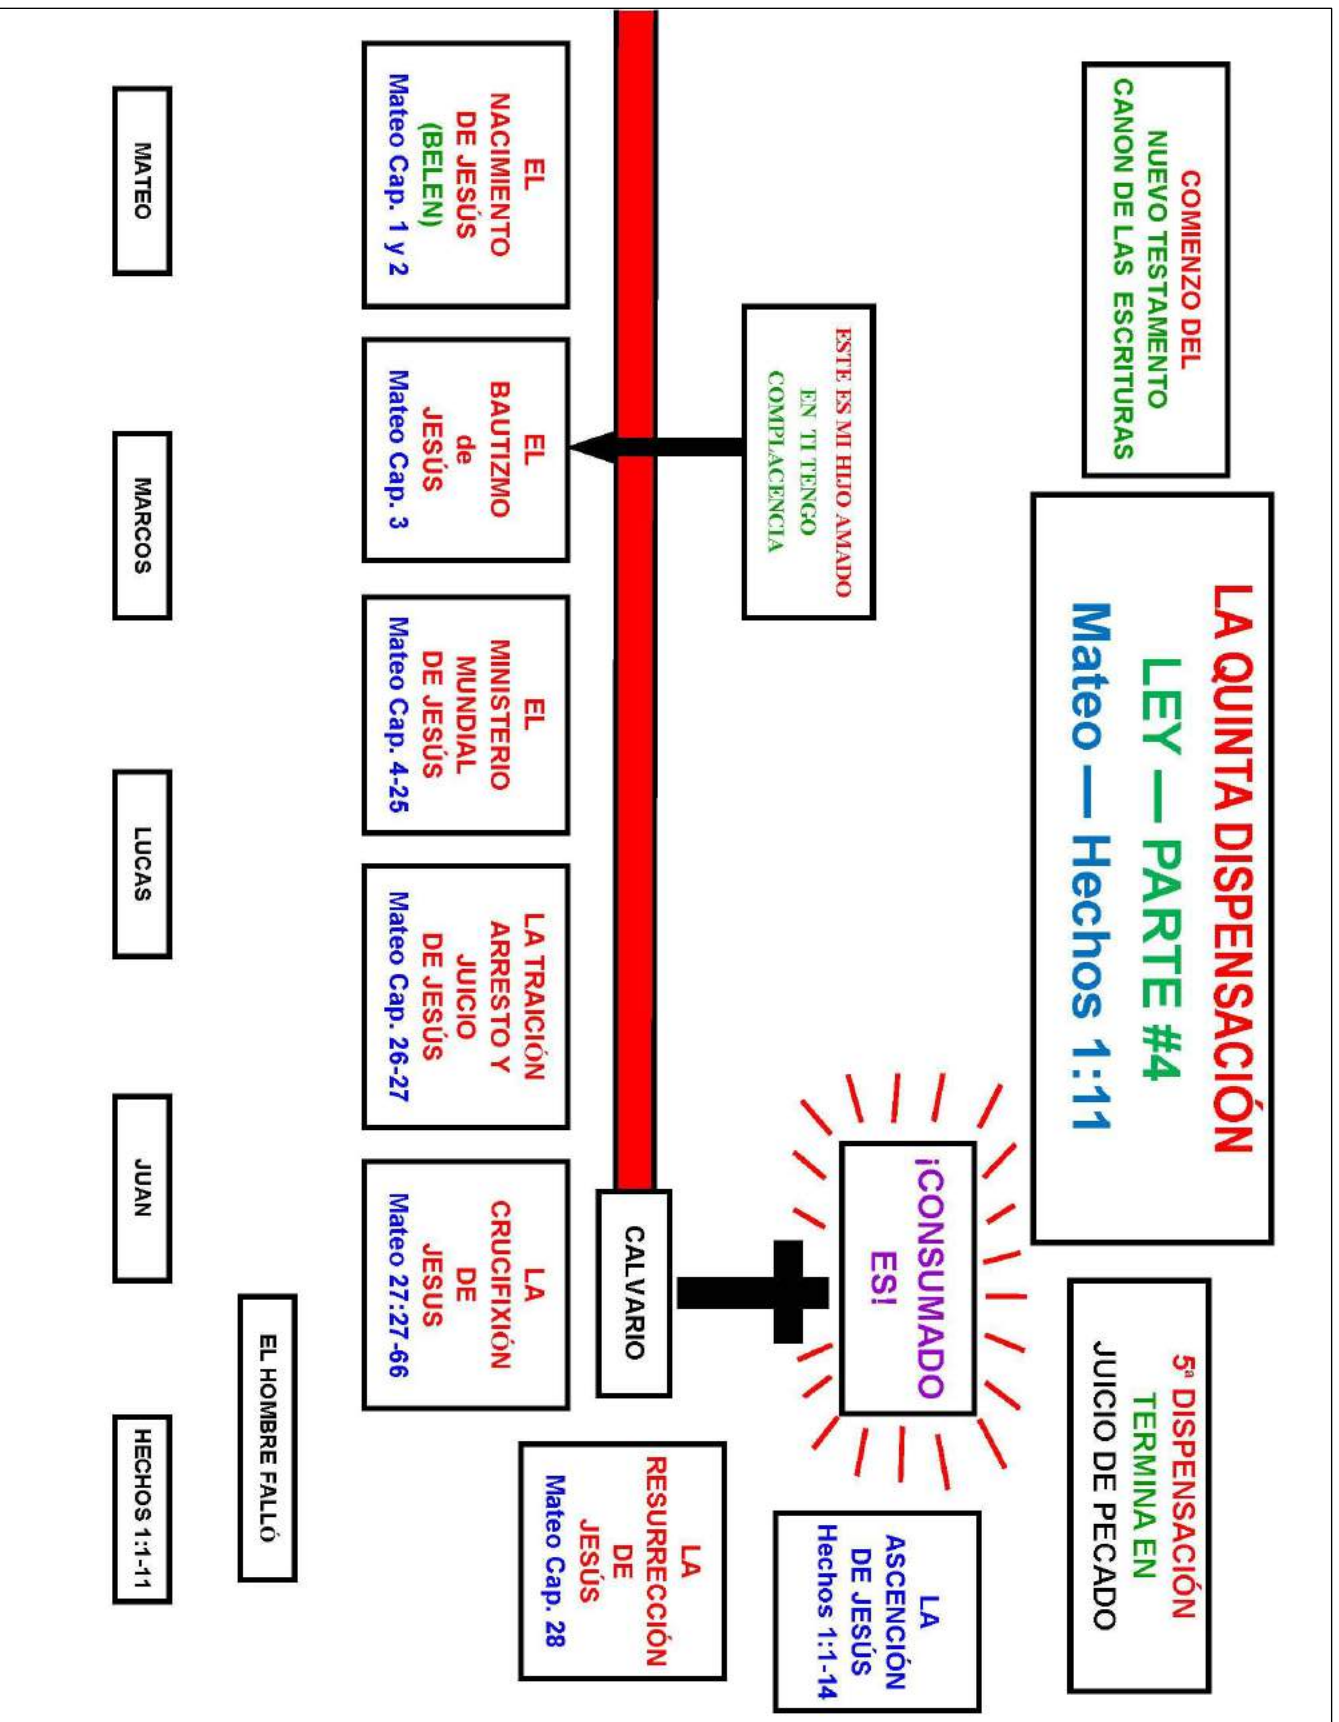 COMIENZO DEL
NUEVO TESTAMENTO
CANON DE LAS ESCRITURAS
LA QUINTA DISPENSACIÓN
LEY — PARTE #4
Mateo — Hechos 1:11
5ª DISPENSACIÓN
TERMINA EN
JUICIO DE PECADO
ESTE ES MI HIJO AMADO
EN TI TENGO
COMPLACENCIA
¡CONSUMADO
ES!
LA
ASCENCIÓN
DE JESÚS
Hechos 1:1-14
CALVARIO
LA
RESURRECCIÓN
DE
JESÚS
Mateo Cap. 28
EL
NACIMIENTO
DE JESÚS
(BELEN)
Mateo Cap. 1 y 2
EL
BAUTIZMO
de
JESÚS
Mateo Cap. 3
EL
MINISTERIO
MUNDIAL
DE JESÚS
Mateo Cap. 4-25
LA TRAICIÓN
ARRESTO Y
JUICIO
DE JESÚS
Mateo Cap. 26-27
LA
CRUCIFIXIÓN
DE
JESUS
Mateo 27:27-66
EL HOMBRE FALLÓ
MATEO
MARCOS
LUCAS
JUAN
HECHOS 1:1-11